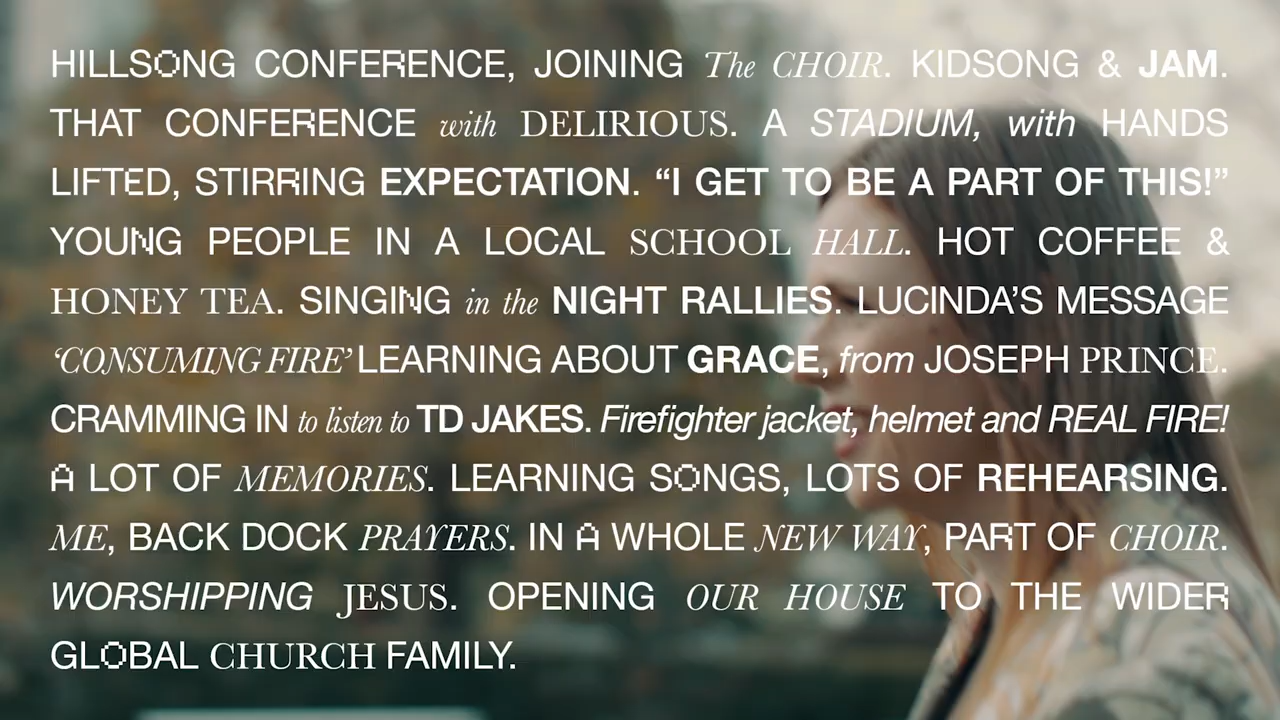 HILLSONG CONFERENCE, JOINING The CHOIR. KIDSONG & JAM.
THAT CONFERENCE with DELIRIOUS. A STADIUM, with HANDS
LIFTED, STIRRING EXPECTATION. “I GET TO BE A PART OF THIS!”
YOUNG PEOPLE IN A LOCAL SCHOOL HALL. HOT COFFEE &
HONEY TEA. SINGING in the NIGHT RALLIES. LUCINDA’S MESSAGE
‘CONSUMING FIRE’ LEARNING ABOUT GRACE, from JOSEPH PRINCE.
CRAMMING IN to listen to TD JAKES. Firefighter jacket, helmet and REAL FIRE!
A LOT OF MEMORIES. LEARNING SONGS, LOTS OF REHEARSING.
ME, BACK DOCK PRAYERS. IN A WHOLE NEW WAY, PART OF CHOIR.
WORSHIPPING JESUS. OPENING OUR HOUSE TO THE WIDER
GLOBAL CHURCH FAMILY.